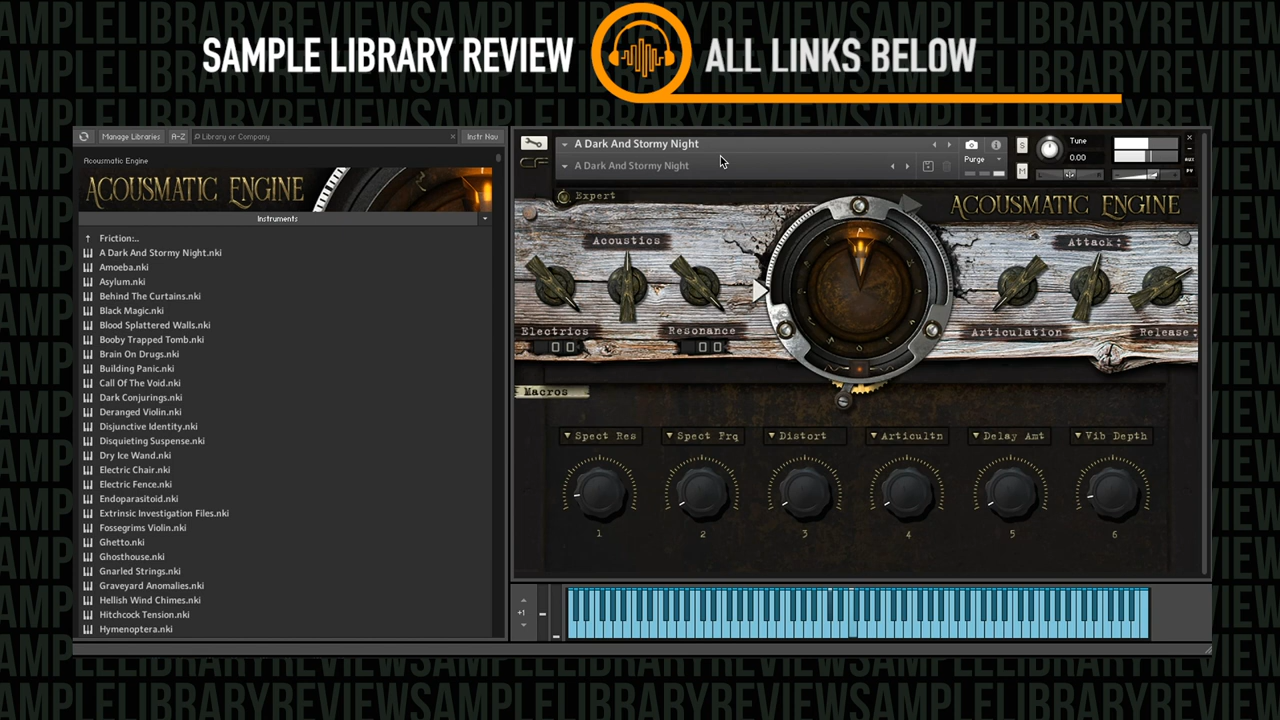 SAMPLE LIBRARY REVIEW
ALL LINKS BELOW
Manage Libraries
A-Z
Library or Company
Instr Nav
Acousmatic Engine
ACOUSMATIC ENGINE
Instruments
Friction:..
A Dark And Stormy Night.nki
Amoeba.nki
Asylum.nki
Behind The Curtains.nki
Black Magic.nki
Blood Splattered Walls.nki
Booby Trapped Tomb.nki
Brain On Drugs.nki
Building Panic.nki
Call Of The Void.nki
Dark Conjurings.nki
Deranged Violin.nki
Disjunctive Identity.nki
Disquieting Suspense.nki
Dry Ice Wand.nki
Electric Chair.nki
Electric Fence.nki
Endoparasitoid.nki
Extrinsic Investigation Files.nki
Fossegrims Violin.nki
Ghetto.nki
Ghosthouse.nki
Gnarled Strings.nki
Graveyard Anomalies.nki
Hellish Wind Chimes.nki
Hitchcock Tension.nki
Hymenoptera.nki
A Dark And Stormy Night
A Dark And Stormy Night
Purge
S
M
Tune
0.00
AUX
PV
Expert
ACOUSMATIC ENGINE
Acoustics
Attack:
Electrics
00
Resonance
00
Articulation
Release:
Macros
Spect Res
Spect Frq
Distort
Articultn
Delay Amt
Vib Depth
1
2
3
4
5
6
+1